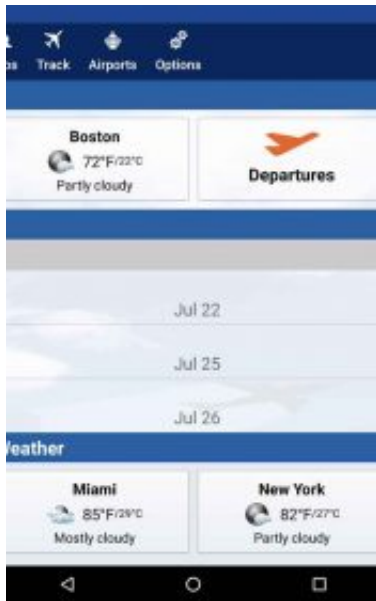 Track Airports Options
Boston
72°F/22°C
Partly cloudy
Departures
Jul 22
Jul 25
Jul 26
Weather
Miami
85°F/29°C
Mostly cloudy
New York
82°F/27°C
Partly cloudy